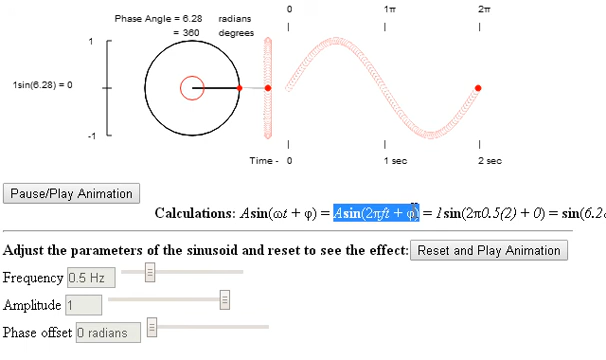 0 1π 2π
Phase Angle = 6.28 radians
= 360 degrees
1
1sin(6.28) = 0
-1
Time - 0 1 sec 2 sec
Pause/Play Animation
Calculations: Asin(ωt + φ) = Asin(2πft + φ) = 1sin(2π0.5(2) + 0) = sin(6.2
Adjust the parameters of the sinusoid and reset to see the effect: Reset and Play Animation
Frequency 0.5 Hz
Amplitude 1
Phase offset 0 radians